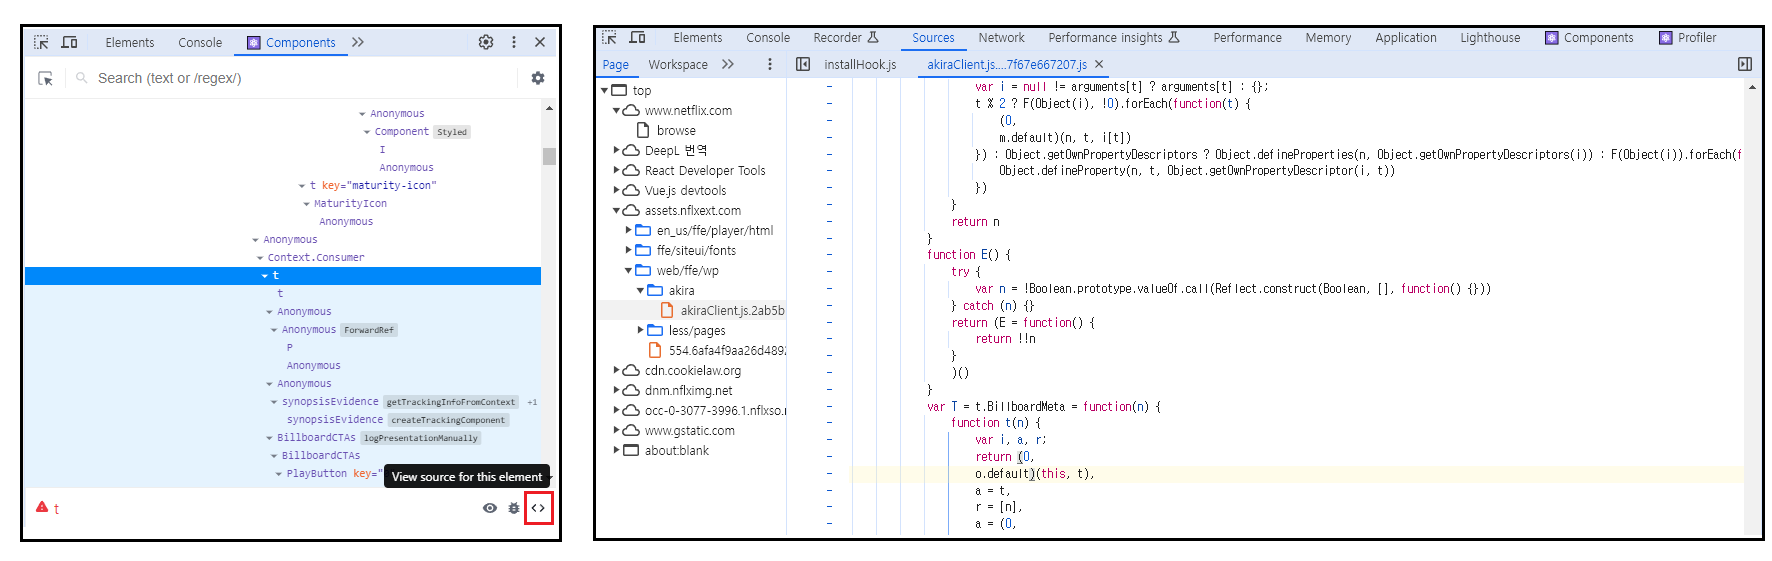 Elements Console Components
Search (text or /regex/)
Anonymous
Component Styled
I
Anonymous
t key="maturity-icon"
MaturityIcon
Anonymous
Anonymous
Context.Consumer
t
t
Anonymous
Anonymous ForwardRef
P
Anonymous
Anonymous
synopsisEvidence getTrackingInfoFromContext +1
synopsisEvidence createTrackingComponent
BillboardCTAs logPresentationManually
BillboardCTAs
PlayButton key="
View source for this element
t
Elements Console Recorder Sources Network Performance insights Performance Memory Application Lighthouse Components Profiler
Page Workspace
installHook.js akiraClient.js....7f67e667207.js
top
www.netflix.com
browse
DeepL 번역
React Developer Tools
Vue.js devtools
assets.nflxext.com
en_us/ffe/player/html
ffe/siteui/fonts
web/ffe/wp
akira
akiraClient.js.2ab5b
less/pages
554.6afa4f9aa26d4892
cdn.cookielaw.org
dnm.nflximg.net
occ-0-3077-3996.1.nflxso.n
www.gstatic.com
about:blank
var i = null != arguments[t] ? arguments[t] : {};
t % 2 ? F(Object(i), !0).forEach(function(t) {
(0,
m.default)(n, t, i[t])
}) : Object.getOwnPropertyDescriptors ? Object.defineProperties(n, Object.getOwnPropertyDescriptors(i)) : F(Object(i)).forEach(f
Object.defineProperty(n, t, Object.getOwnPropertyDescriptor(i, t))
})
}
return n
}
function E() {
try {
var n = !Boolean.prototype.valueOf.call(Reflect.construct(Boolean, [], function() {}))
} catch (n) {}
return (E = function() {
return !!n
}
)()
}
var T = t.BillboardMeta = function(n) {
function t(n) {
var i, a, r;
return (0,
o.default)(this, t),
a = t,
r = [n],
a = (0,